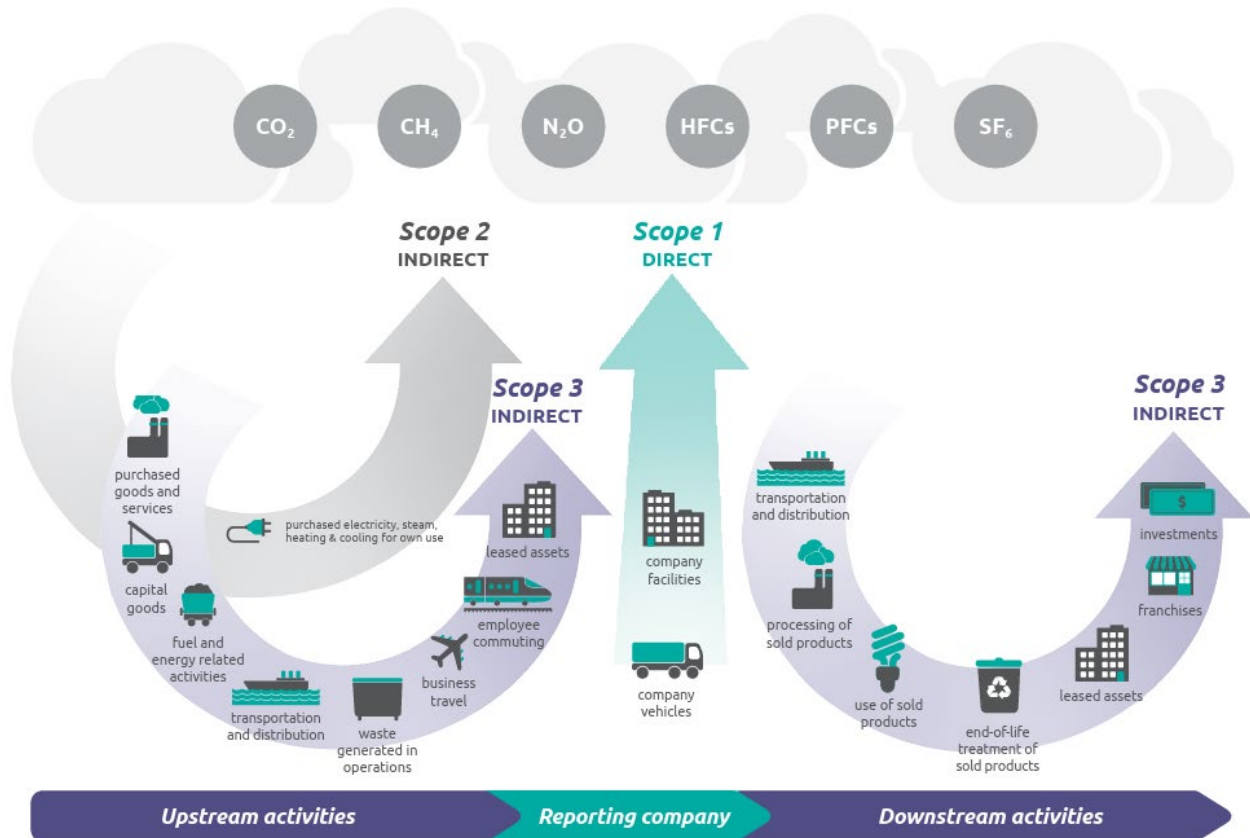 CO₂
CH₄
N₂O
HFCs
PFCs
SF₆
Scope 2
INDIRECT
Scope 1
DIRECT
Scope 3
INDIRECT
Scope 3
INDIRECT
purchased
goods and
services
capital
goods
fuel and
energy related
activities
purchased electricity, steam,
heating & cooling for own use
transportation
and distribution
waste
generated in
operations
business
travel
employee
commuting
leased assets
company
facilities
company
vehicles
transportation
and distribution
processing of
sold products
use of sold
products
end-of-life
treatment of
sold products
leased assets
franchises
$
investments
Upstream activities
Reporting company
Downstream activities